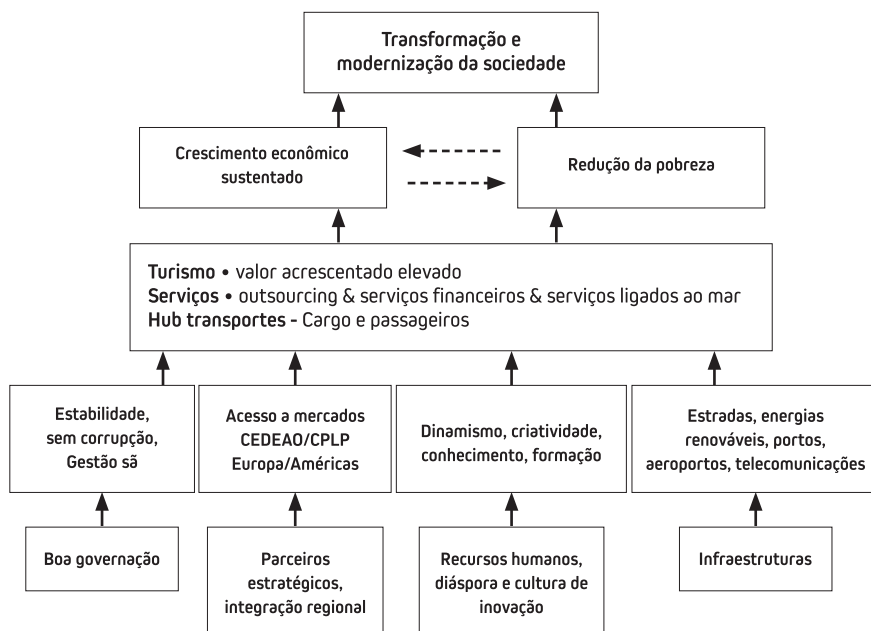 Transformação e
modernização da sociedade
Crescimento econômico
sustentado
Redução da pobreza
Turismo • valor acrescentado elevado
Serviços • outsourcing & serviços financeiros & serviços ligados ao mar
Hub transportes - Cargo e passageiros
Estabilidade,
sem corrupção,
Gestão sã
Acesso a mercados
CEDEAO/CPLP
Europa/Américas
Dinamismo, criatividade,
conhecimento, formação
Estradas, energias
renováveis, portos,
aeroportos, telecomunicações
Boa governação
Parceiros
estratégicos,
integração regional
Recursos humanos,
diáspora e cultura de
inovação
Infraestruturas